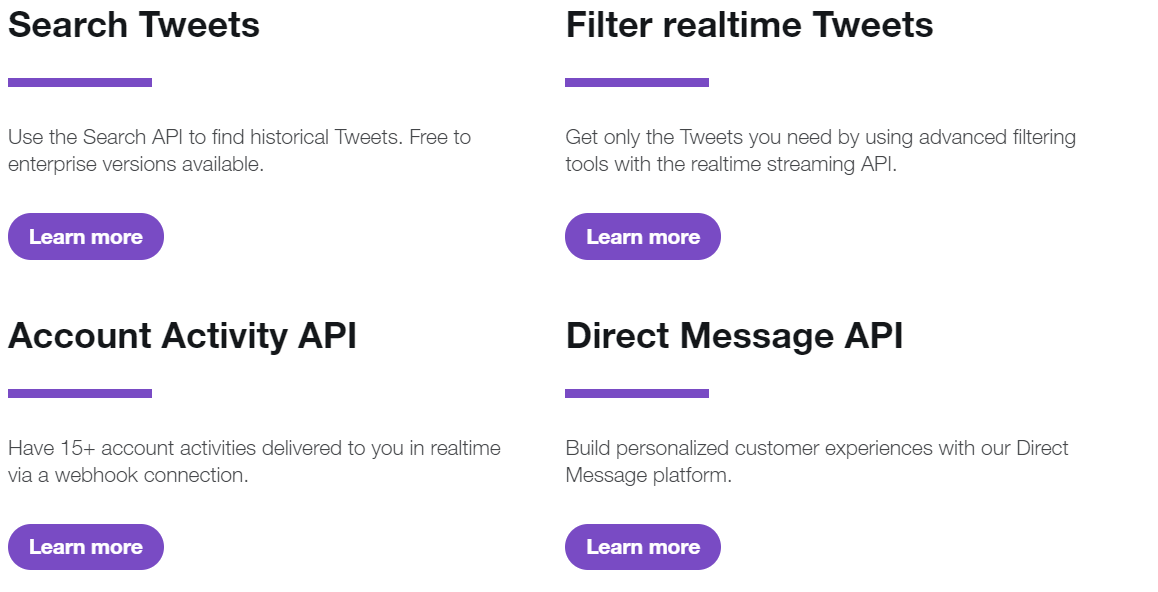 Search Tweets
Use the Search API to find historical Tweets. Free to
enterprise versions available.
Learn more
Filter realtime Tweets
Get only the Tweets you need by using advanced filtering
tools with the realtime streaming API.
Learn more
Account Activity API
Have 15+ account activities delivered to you in realtime
via a webhook connection.
Learn more
Direct Message API
Build personalized customer experiences with our Direct
Message platform.
Learn more